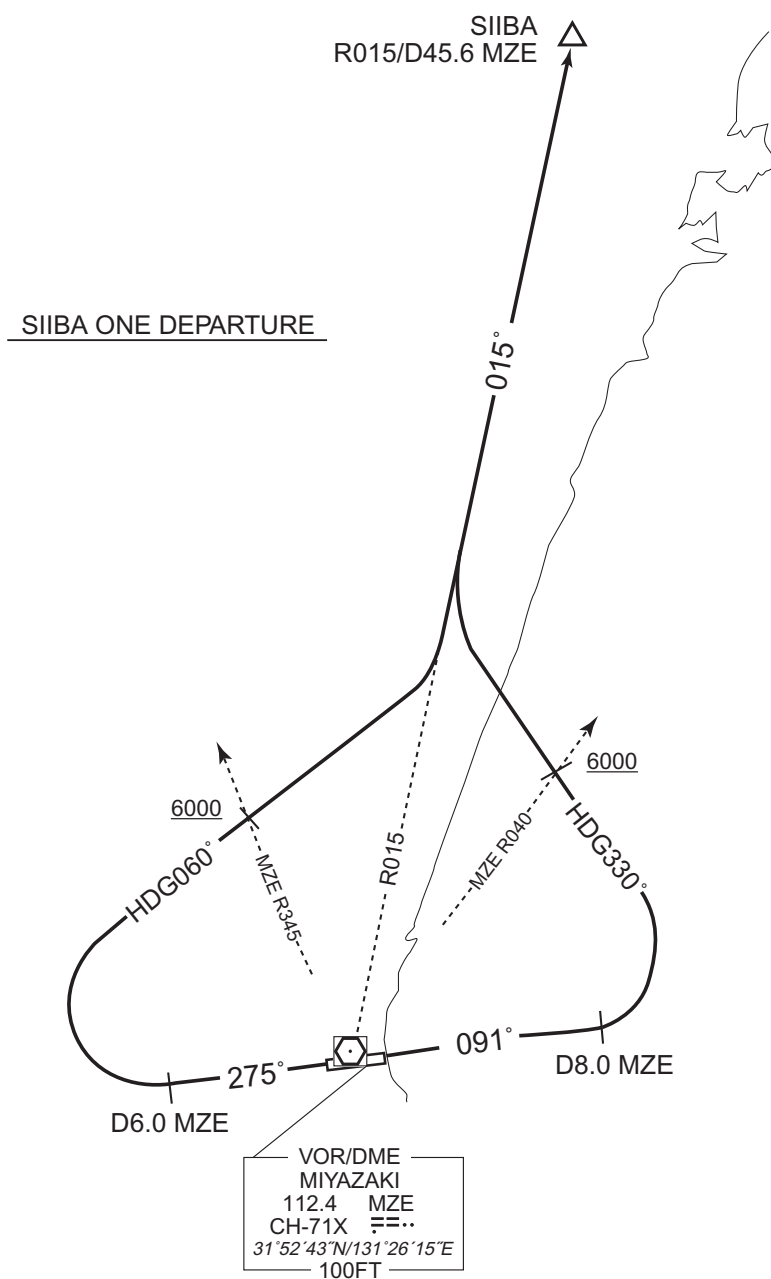 SIIBA
R015/D45.6 MZE
SIIBA ONE DEPARTURE
015°
6000
6000
HDG060°
MZE R345
R015
MZE R040
HDG330°
275°
091°
D6.0 MZE
D8.0 MZE
VOR/DME
MIYAZAKI
112.4 MZE
CH-71X
31°52´43˝N/131°26´15˝E
100FT